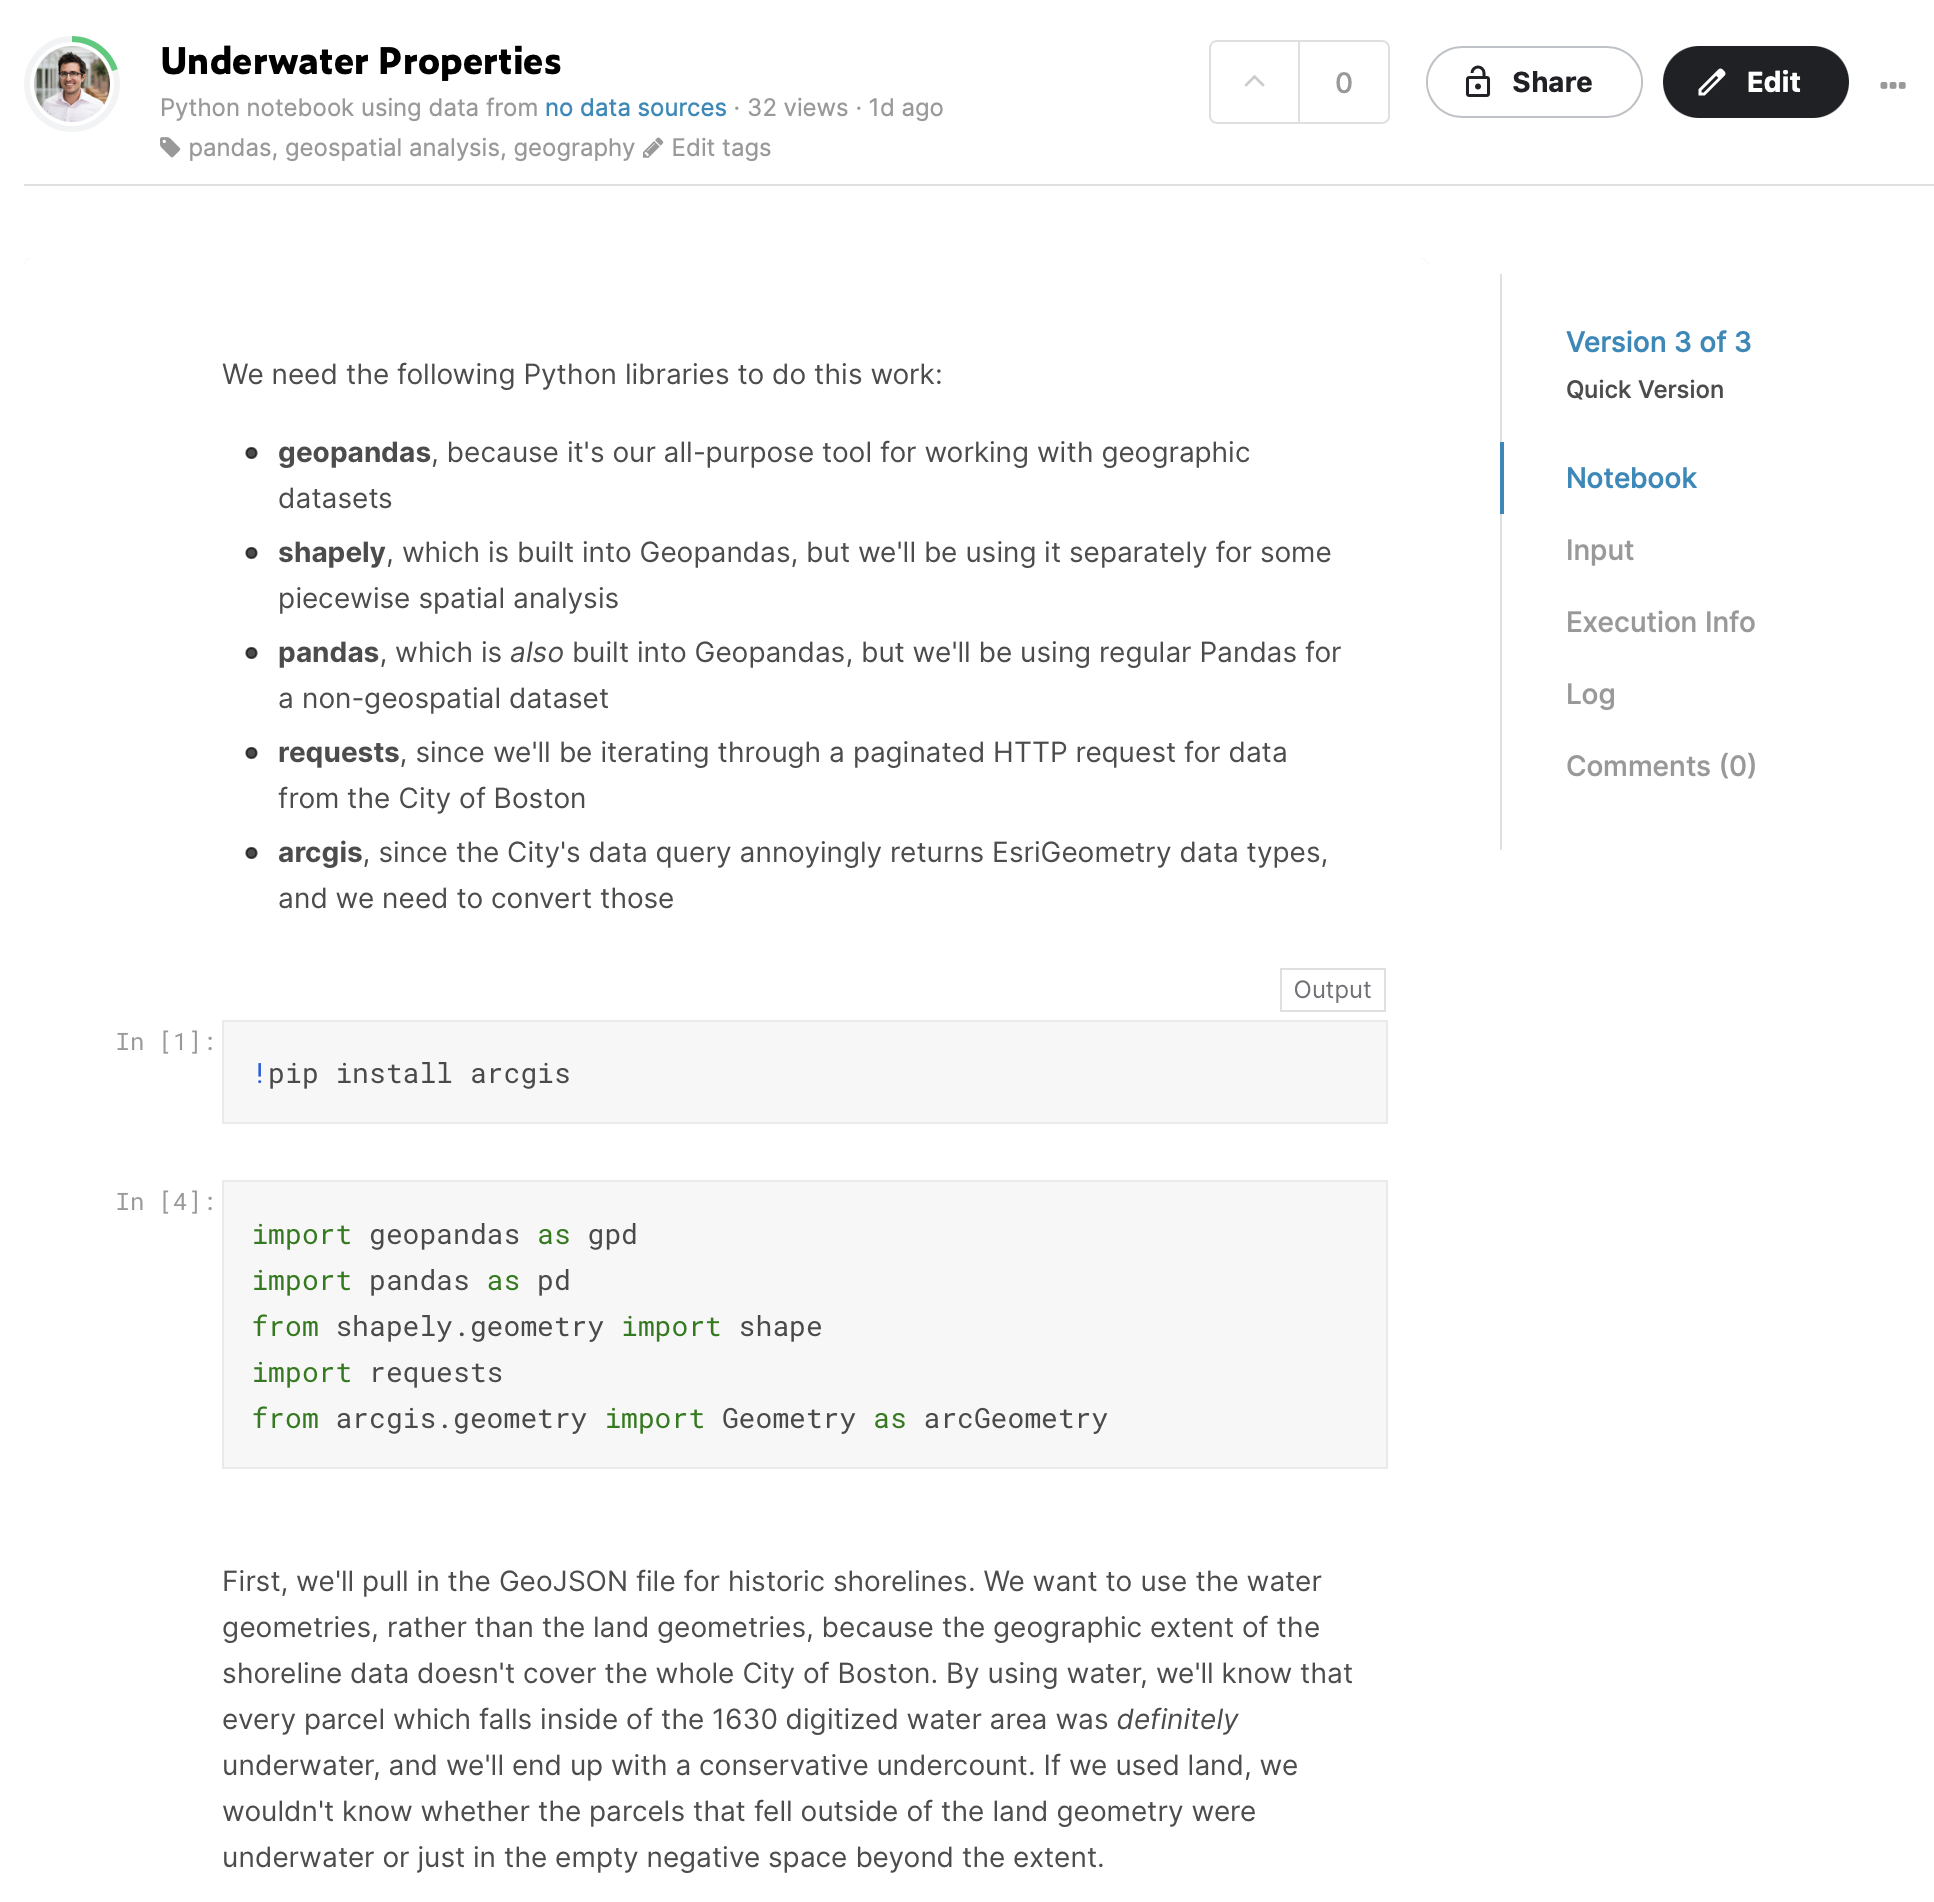 Underwater Properties
Python notebook using data from no data sources · 32 views · 1d ago
pandas, geospatial analysis, geography Edit tags
0
Share
Edit
We need the following Python libraries to do this work:
geopandas, because it's our all-purpose tool for working with geographic
datasets
shapely, which is built into Geopandas, but we'll be using it separately for some
piecewise spatial analysis
pandas, which is also built into Geopandas, but we'll be using regular Pandas for
a non-geospatial dataset
requests, since we'll be iterating through a paginated HTTP request for data
from the City of Boston
arcgis, since the City's data query annoyingly returns EsriGeometry data types,
and we need to convert those
Version 3 of 3
Quick Version
Notebook
Input
Execution Info
Log
Comments (0)
Output
In [1]:
!pip install arcgis
In [4]:
import geopandas as gpd
import pandas as pd
from shapely.geometry import shape
import requests
from arcgis.geometry import Geometry as arcGeometry
First, we'll pull in the GeoJSON file for historic shorelines. We want to use the water
geometries, rather than the land geometries, because the geographic extent of the
shoreline data doesn't cover the whole City of Boston. By using water, we'll know that
every parcel which falls inside of the 1630 digitized water area was definitely
underwater, and we'll end up with a conservative undercount. If we used land, we
wouldn't know whether the parcels that fell outside of the land geometry were
underwater or just in the empty negative space beyond the extent.